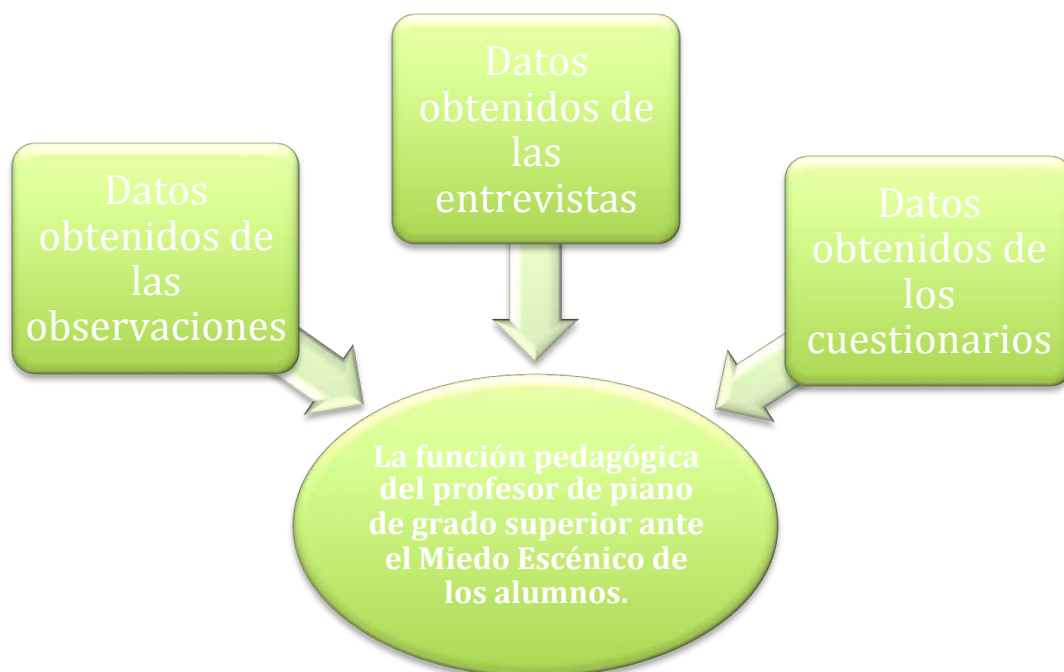 Datos
obtenidos de
las
observaciones
Datos
obtenidos de
las
entrevistas
Datos
obtenidos de
los
cuestionarios
La función pedagógica
del profesor de piano
de grado superior ante
el Miedo Escénico de
los alumnos.